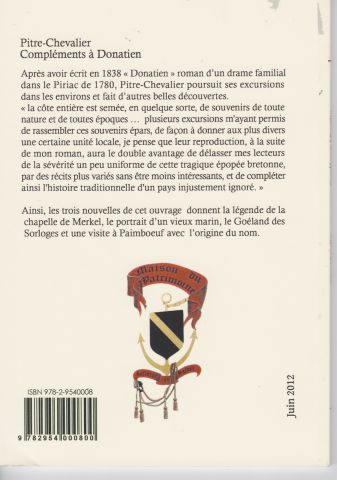 Pitre-Chevalier
Compléments à Donatien
Après avoir écrit en 1838 « Donatien » roman d'un drame familial
dans le Piriac de 1780, Pitre-Chevalier poursuit ses excursions
dans les environs et fait d'autres belles découvertes.
« la côte entière est semée, en quelque sorte, de souvenirs de toute
nature et de toutes époques ... plusieurs excursions m'ayant permis
de rassembler ces souvenirs épars, de façon à donner aux plus divers
une certaine unité locale, je pense que leur reproduction, à la suite
de mon roman, aura le double avantage de délasser mes lecteurs
de la sévérité un peu uniforme de cette tragique épopée bretonne,
par des récits plus variés sans être moins intéressants, et de compléter
ainsi l'histoire traditionnelle d'un pays injustement ignoré. »
Ainsi, les trois nouvelles de cet ouvrage donnent la légende de la
chapelle de Merkel, le portrait d'un vieux marin, le Goéland des
Sorloges et une visite à Paimboeuf avec l'origine du nom.
Maison du
Patrimoine
ISBN 978-2-9540008
9782954000800
Juin 2012